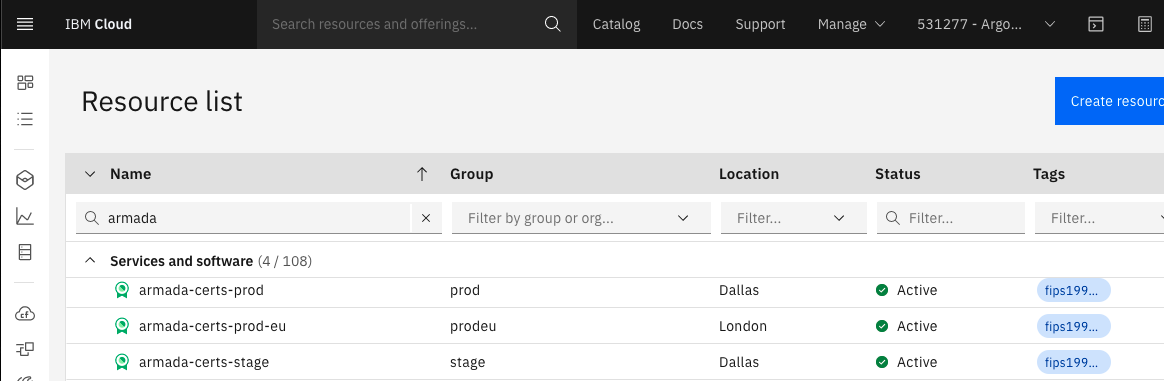 IBM Cloud Search resources and offerings... Catalog Docs Support Manage 531277 - Argo...
Resource list
Create resourc
Name Group Location Status Tags
armada Filter by group or org... Filter... Filter... Filter...
Services and software (4 / 108)
armada-certs-prod prod Dallas Active fips199...
armada-certs-prod-eu prodeu London Active fips199...
armada-certs-stage stage Dallas Active fips199...